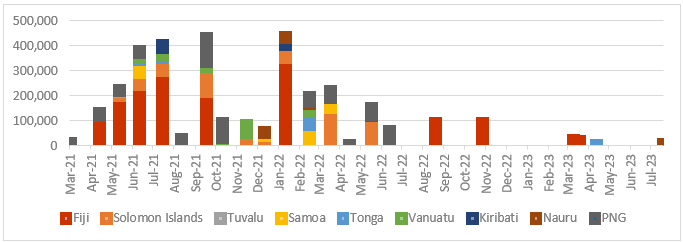 500,000
400,000
300,000
200,000
100,000
0
Mar-21
Apr-21
May-21
Jun-21
Jul-21
Aug-21
Sep-21
Oct-21
Nov-21
Dec-21
Jan-22
Feb-22
Mar-22
Apr-22
May-22
Jun-22
Jul-22
Aug-22
Sep-22
Oct-22
Nov-22
Dec-22
Jan-23
Feb-23
Mar-23
Apr-23
May-23
Jun-23
Jul-23
Fiji Solomon Islands Tuvalu Samoa Tonga Vanuatu Kiribati Nauru PNG